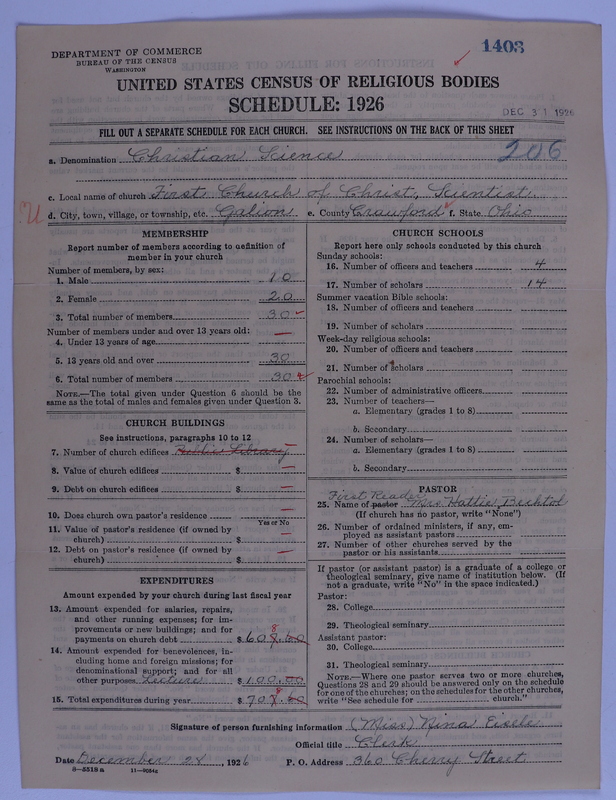 1403
DEPARTMENT OF COMMERCE
BUREAU OF THE CENSUS
WASHINGTON
UNITED STATES CENSUS OF RELIGIOUS BODIES
SCHEDULE: 1926
DEC 31 1926
FILL OUT A SEPARATE SCHEDULE FOR EACH CHURCH. SEE INSTRUCTIONS ON THE BACK OF THIS SHEET
206
a. Denomination Christian Science
c. Local name of church First Church of Christ, Scientist
d. City, town, village, or township, etc. Galion e. County Crawford f. State Ohio
MEMBERSHIP
Report number of members according to definition of
member in your church
Number of members, by sex:
1. Male 10
2. Female 20
3. Total number of members 30
Number of members under and over 13 years old:
4. Under 13 years of age —
5. 13 years old and over 30
6. Total number of members 30
NOTE.—The total given under Question 6 should be the
same as the total of males and females given under Question 3.
CHURCH BUILDINGS
See instructions, paragraphs 10 to 12
7. Number of church edifices Public Library —
8. Value of church edifices $ —
9. Debt on church edifices $ —
10. Does church own pastor's residence —
Yes or No
11. Value of pastor's residence (if owned by
church) $ —
12. Debt on pastor's residence (if owned by
church) $ —
EXPENDITURES
Amount expended by your church during last fiscal year
13. Amount expended for salaries, repairs,
and other running expenses; for im-
provements or new buildings; and for
payments on church debt $
14. Amount expended for benevolences, in-
cluding home and foreign missions; for
denominational support; and for all
other purposes Lecture $ 100.00
15. Total expenditures during year $
CHURCH SCHOOLS
Report here only schools conducted by this church
Sunday schools:
16. Number of officers and teachers 4
17. Number of scholars 14
Summer vacation Bible schools:
18. Number of officers and teachers
19. Number of scholars
Week-day religious schools:
20. Number of officers and teachers
21. Number of scholars
Parochial schools:
22. Number of administrative officers
23. Number of teachers—
a. Elementary (grades 1 to 8)
b. Secondary
24. Number of scholars—
a. Elementary (grades 1 to 8)
b. Secondary
PASTOR
First Reader
25. Name of pastor Mrs Hattie Bechtol
(If church has no pastor, write "None")
26. Number of ordained ministers, if any, em-
ployed as assistant pastors
27. Number of other churches served by the
pastor or his assistants
If pastor (or assistant pastor) is a graduate of a college or
theological seminary, give name of institution below. (If
not a graduate, write "No" in the space indicated.)
Pastor:
28. College
29. Theological seminary
Assistant pastor:
30. College
31. Theological seminary
NOTE.—Where one pastor serves two or more churches,
Questions 28 and 29 should be answered only on the schedule
for one of the churches; on the schedules for the other churches,
write "See schedule for church."
Signature of person furnishing information (Miss) Nina Eisele
Official title Clerk
Date December 28, 1926 P. O. Address 360 Cherry Street
8—5518a 11—9054c